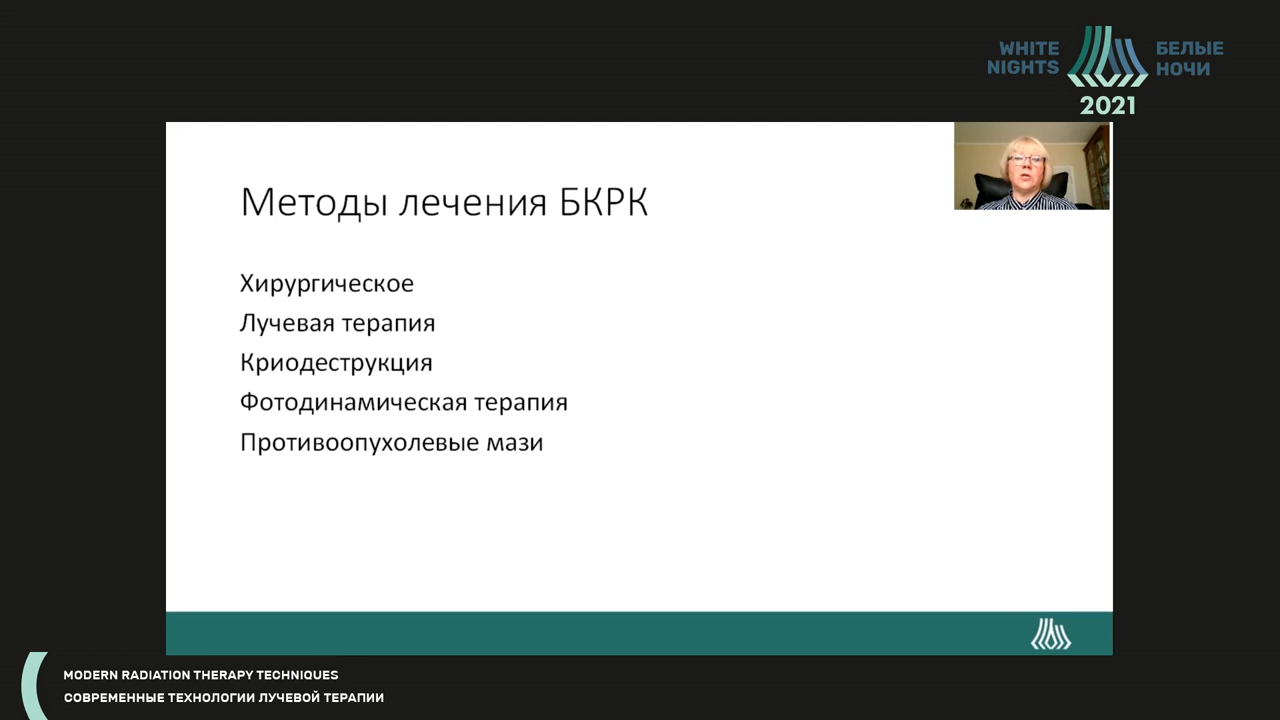 WHITE NIGHTS
БЕЛЫЕ НОЧИ
2021
Методы лечения БКРК
Хирургическое
Лучевая терапия
Криодеструкция
Фотодинамическая терапия
Противоопухолевые мази
MODERN RADIATION THERAPY TECHNIQUES
СОВРЕМЕННЫЕ ТЕХНОЛОГИИ ЛУЧЕВОЙ ТЕРАПИИ